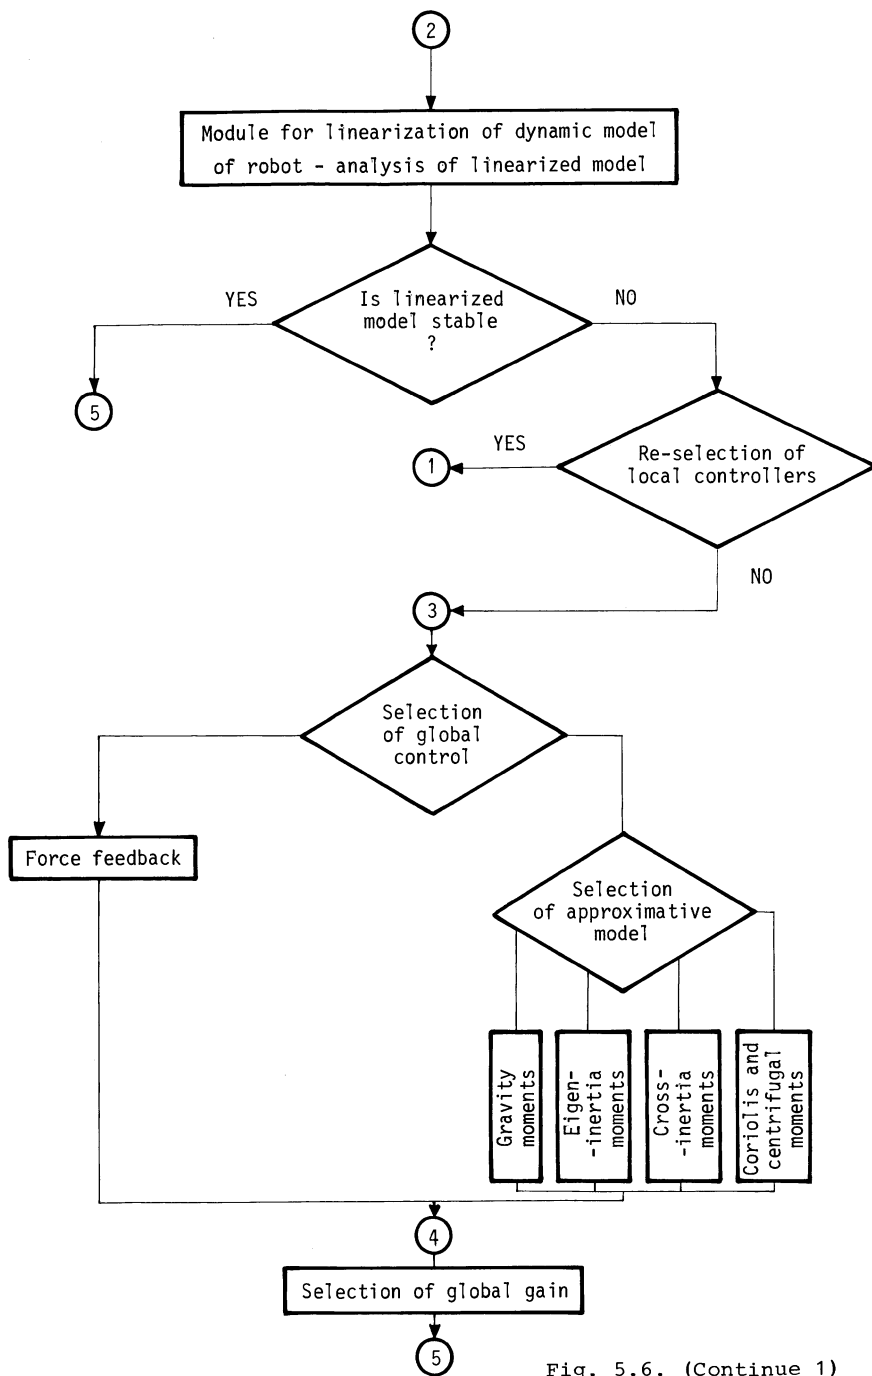 2
Module for linearization of dynamic model
of robot - analysis of linearized model
YES
Is linearized
model stable
?
NO
5
YES
1
Re-selection of
local controllers
NO
3
Selection
of global
control
Force feedback
Selection
of approximative
model
Gravity
moments
Eigen-
-inertia
moments
Cross-
-inertia
moments
Coriolis and
centrifugal
moments
4
Selection of global gain
5
Fig. 5.6. (Continue 1)